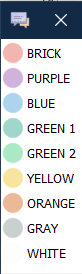 BRICK
PURPLE
BLUE
GREEN 1
GREEN 2
YELLOW
ORANGE
GRAY
WHITE